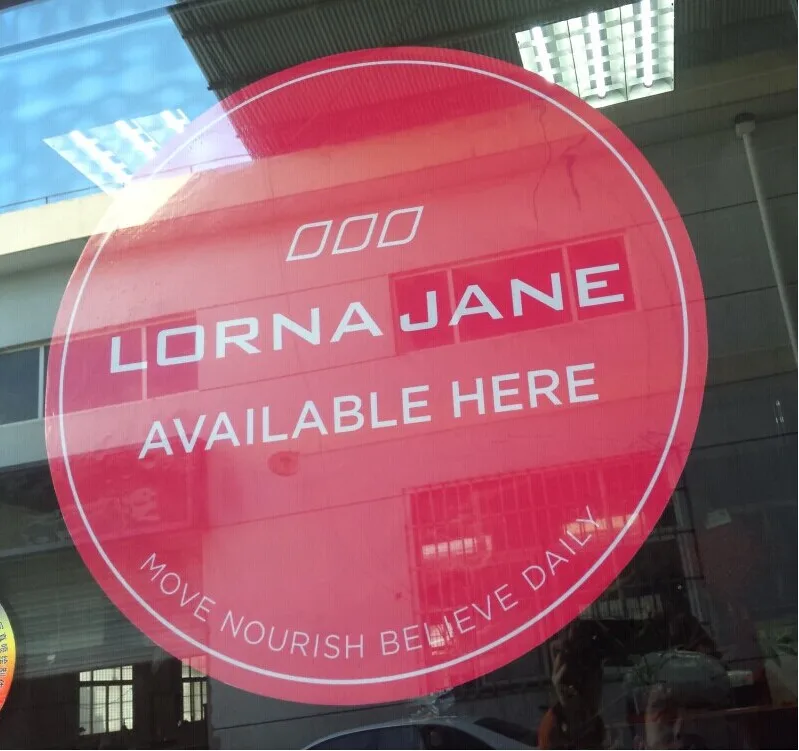 LORNA JANE
AVAILABLE HERE
MOVE NOURISH BELIEVE DAILY